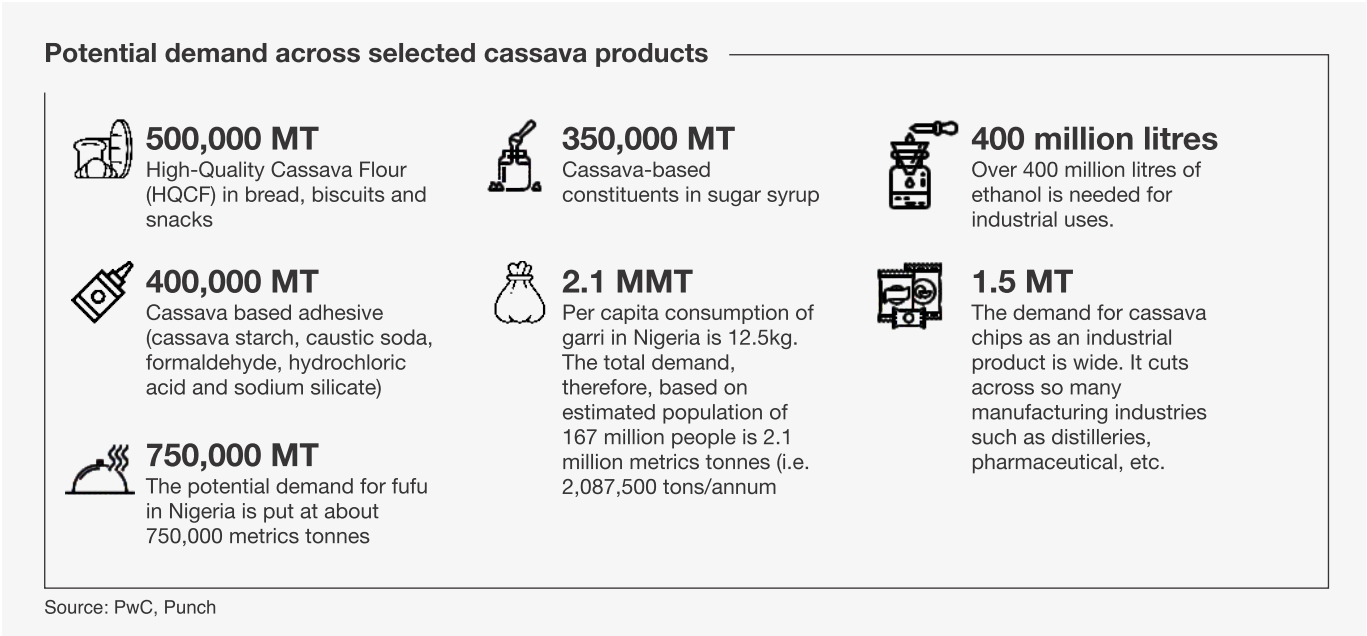 Potential demand across selected cassava products
500,000 MT
High-Quality Cassava Flour
(HQCF) in bread, biscuits and
snacks
400,000 MT
Cassava based adhesive
(cassava starch, caustic soda,
formaldehyde, hydrochloric
acid and sodium silicate)
750,000 MT
The potential demand for fufu
in Nigeria is put at about
750,000 metrics tonnes
350,000 MT
Cassava-based
constituents in sugar syrup
2.1 MMT
Per capita consumption of
garri in Nigeria is 12.5kg.
The total demand,
therefore, based on
estimated population of
167 million people is 2.1
million metrics tonnes (i.e.
2,087,500 tons/annum
400 million litres
Over 400 million litres of
ethanol is needed for
industrial uses.
1.5 MT
The demand for cassava
chips as an industrial
product is wide. It cuts
across so many
manufacturing industries
such as distilleries,
pharmaceutical, etc.
Source: PwC, Punch